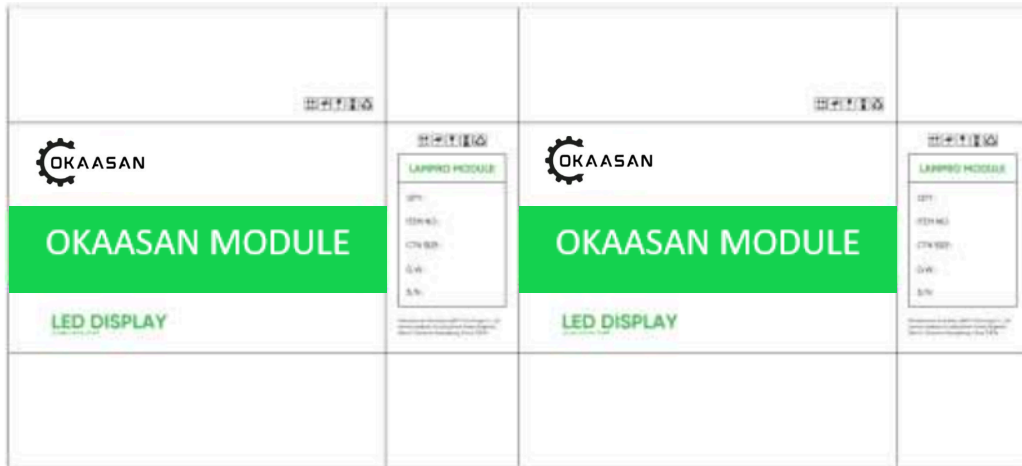 OKAASAN
OKAASAN MODULE
LED DISPLAY
LAMPRO MODULE
QTY:
ITEM NO:
CTN SIZE:
G.W:
S.N:
OKAASAN
OKAASAN MODULE
LED DISPLAY
LAMPRO MODULE
QTY:
ITEM NO:
CTN SIZE:
G.W:
S.N: